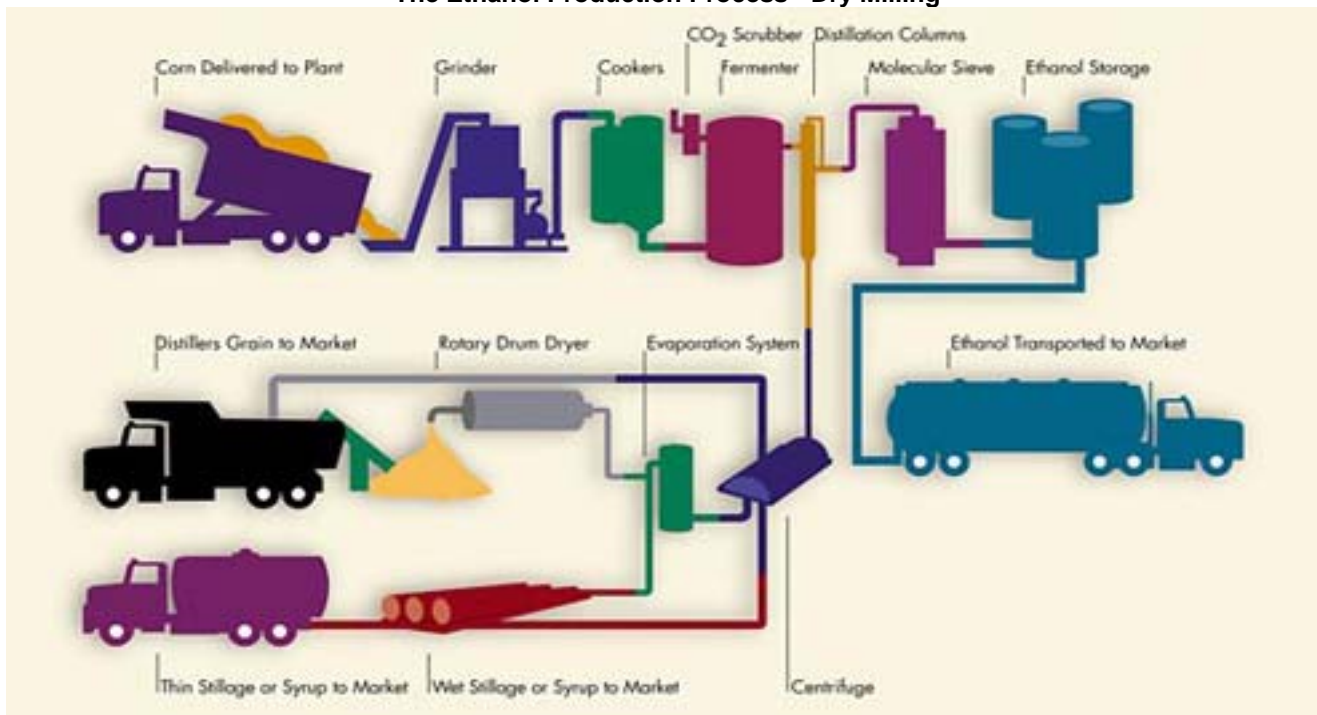 The Ethanol Production Process - Dry Milling
CO2 Scrubber
Distillation Columns
Corn Delivered to Plant
Grinder
Cookers
Fermenter
Molecular Sieve
Ethanol Storage
Distillers Grain to Market
Rotary Drum Dryer
Evaporation System
Ethanol Transported to Market
Thin Stillage or Syrup to Market
Wet Stillage or Syrup to Market
Centrifuge